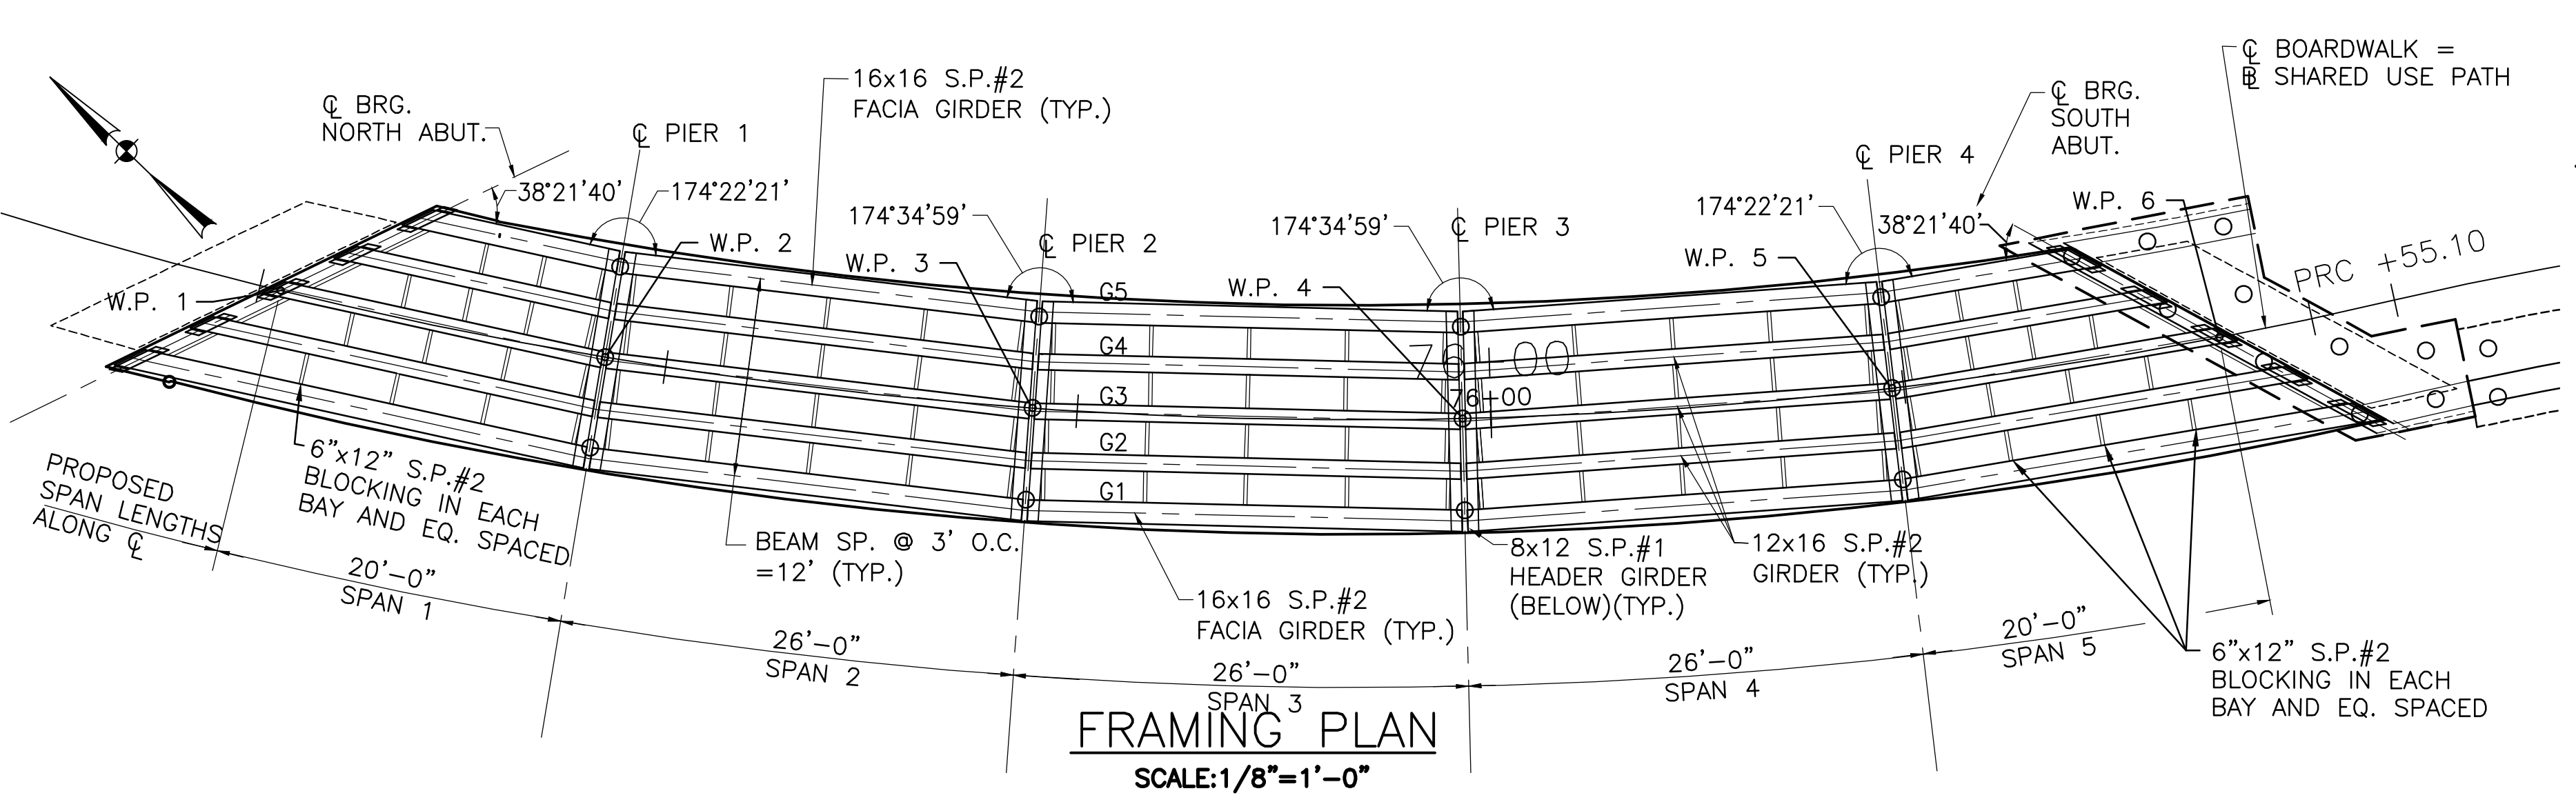 ℄ BOARDWALK =
BL SHARED USE PATH
℄ BRG.
NORTH ABUT.
℄ PIER 1
16x16 S.P.#2
FACIA GIRDER (TYP.)
℄ BRG.
SOUTH
ABUT.
℄ PIER 4
38°21'40'
174°22'21'
174°34'59'
℄ PIER 2
174°34'59'
℄ PIER 3
174°22'21'
38°21'40'
W.P. 6
W.P. 1
W.P. 2
W.P. 3
W.P. 4
W.P. 5
PRC +55.10
G5
G4
G3
G2
G1
76+00
76+00
PROPOSED
SPAN LENGTHS
ALONG ℄
6"x12" S.P.#2
BLOCKING IN EACH
BAY AND EQ. SPACED
BEAM SP. @ 3' O.C.
=12' (TYP.)
8x12 S.P.#1
HEADER GIRDER
(BELOW)(TYP.)
12x16 S.P.#2
GIRDER (TYP.)
16x16 S.P.#2
FACIA GIRDER (TYP.)
20'-0"
SPAN 1
26'-0"
SPAN 2
26'-0"
SPAN 3
26'-0"
SPAN 4
20'-0"
SPAN 5
6"x12" S.P.#2
BLOCKING IN EACH
BAY AND EQ. SPACED
FRAMING PLAN
SCALE:1/8"=1'-0"